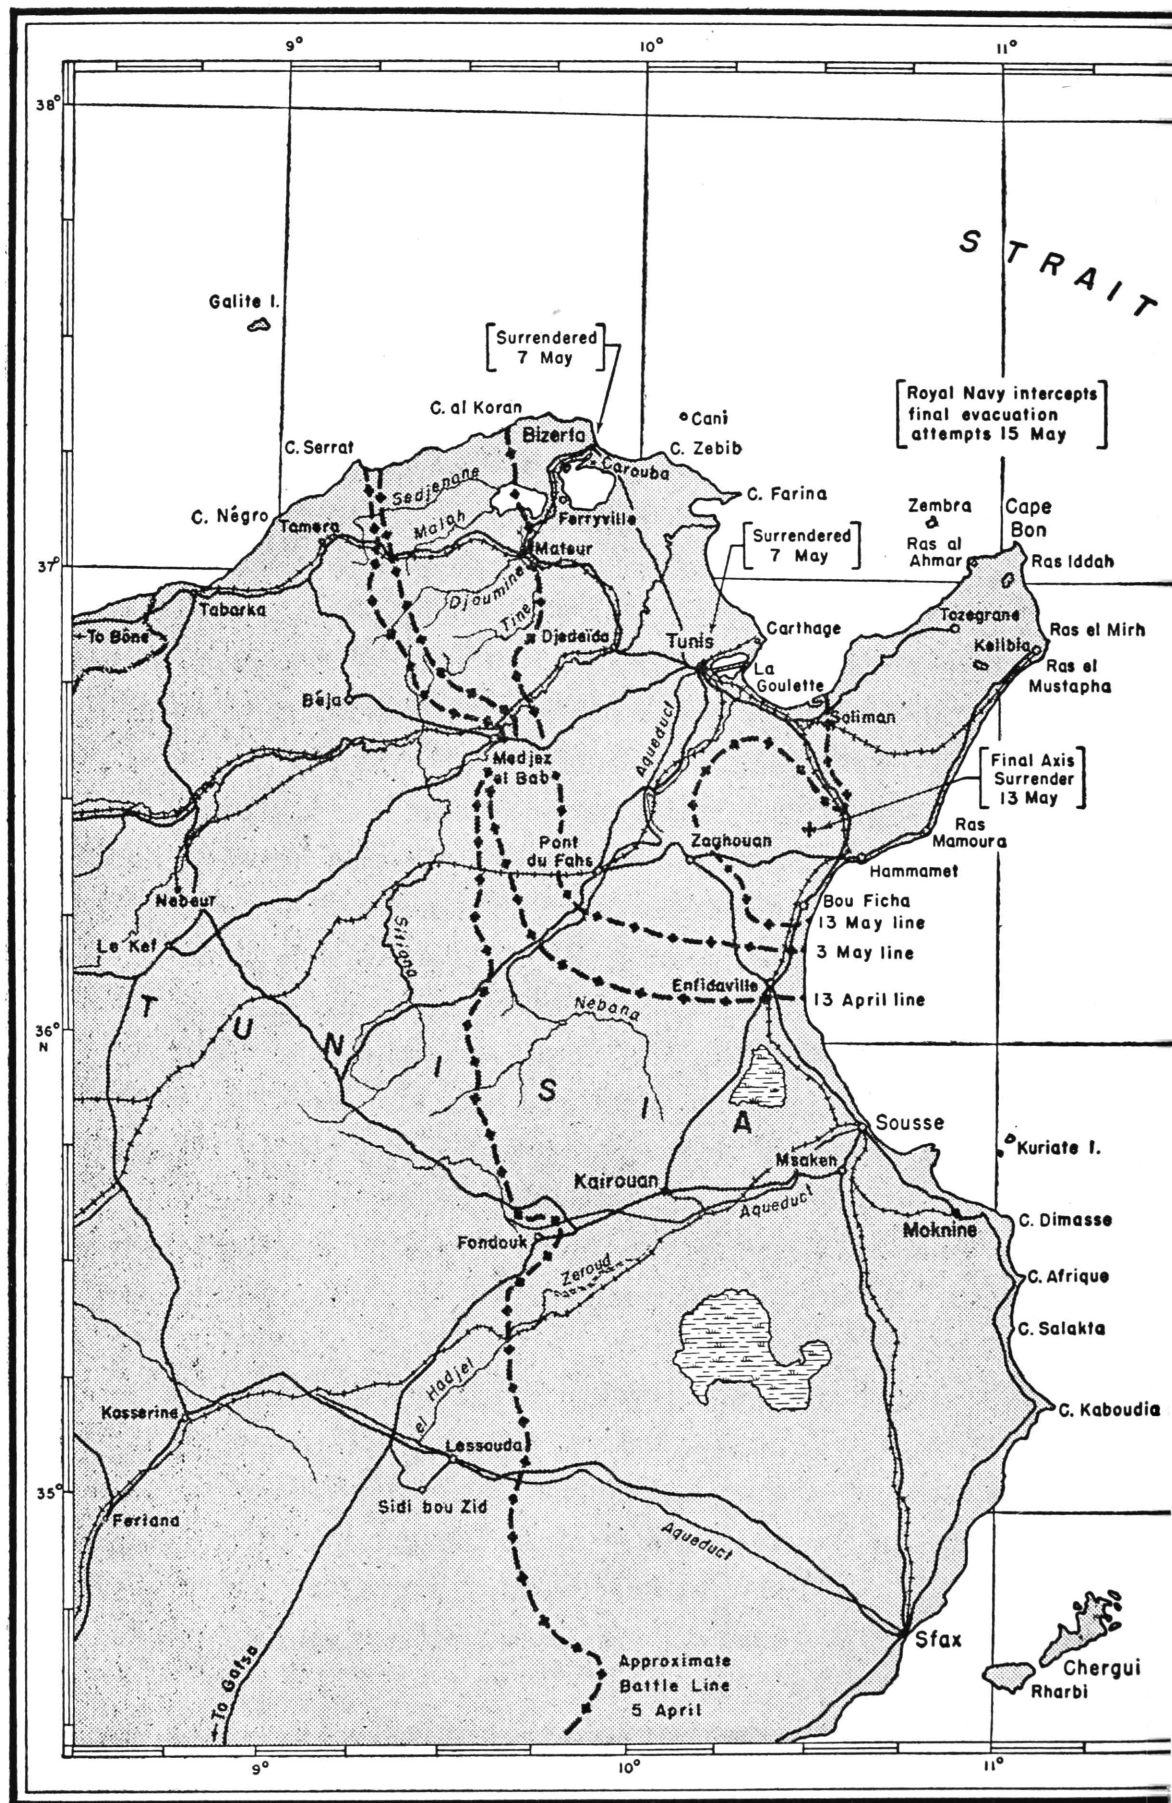 9°
10°
11°
38°
STRAIT
Galite I.
Surrendered
7 May
Royal Navy intercepts
final evacuation
attempts 15 May
C. al Koran
Cani
Bizerta
C. Serrat
C. Zebib
Carouba
Sedjenane
C. Farina
C. Négro
Ferryville
Zembra
Cape
Bon
Tamera
Malah
Surrendered
7 May
Mateur
Ras al
Ahmar
Ras Iddah
37°
Djoumine
Tabarka
Tine
Tazegrane
To Bône
Djedeïda
Tunis
Carthage
Ras el Mirh
Kelibia
La
Goulette
Ras el
Mustapha
Béja
Soliman
Aqueduct
Medjez
el Bab
Final Axis
Surrender
13 May
Pont
du Fahs
Zaghouan
Ras
Mamoura
Hammamet
Nebeur
Bou Ficha
13 May line
Le Kef
Siliana
3 May line
Enfidaville
13 April line
Nebana
36°
N
TUNISIA
Sousse
Kuriate I.
Msaken
Kairouan
Aqueduct
C. Dimasse
Moknine
Fondouk
Zeroud
C. Afrique
C. Salakta
el Hadjel
Kasserine
C. Kaboudia
Lessouda
35°
Sidi bou Zid
Feriana
Aqueduct
Sfax
To Gafsa
Approximate
Battle Line
5 April
Chergui
Rharbi
9°
10°
11°